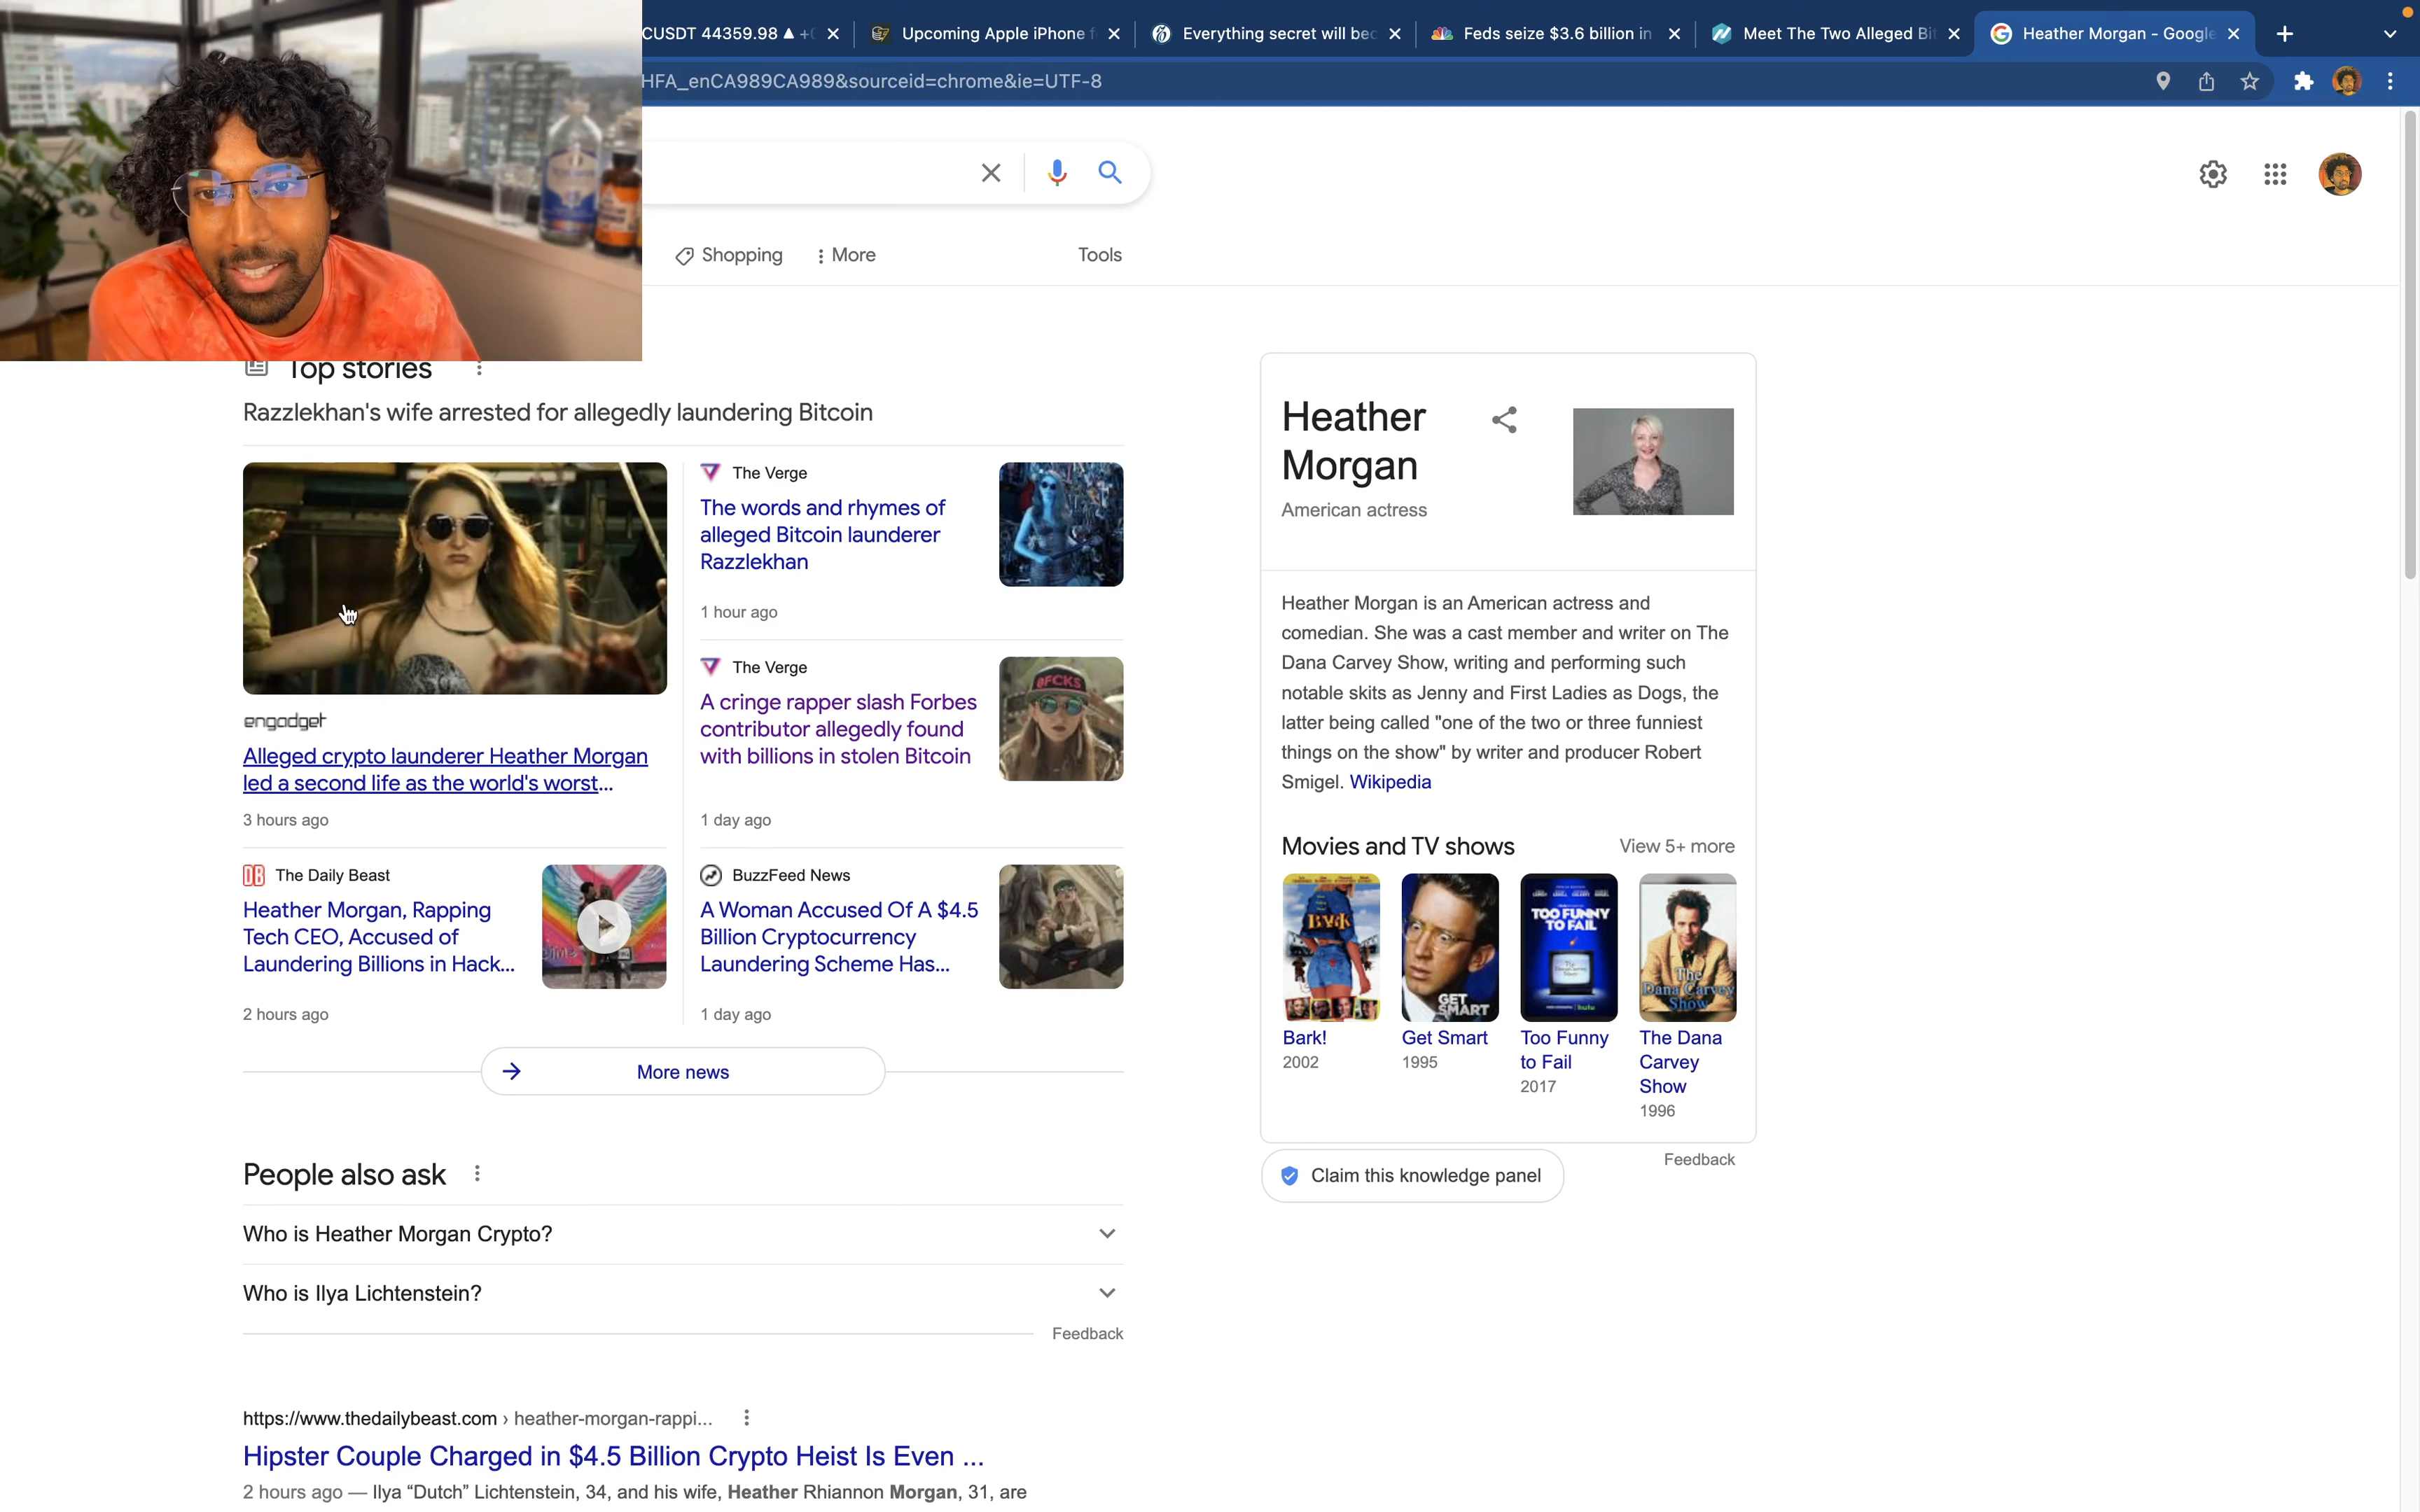 CUSDT 44359.98 ▲
Upcoming Apple iPhone
Everything secret will bec
Feds seize $3.6 billion in
Meet The Two Alleged Bit
Heather Morgan - Google
HFA_enCA989CA989&sourceid=chrome&ie=UTF-8
Shopping
More
Tools
Top stories
Razzlekhan's wife arrested for allegedly laundering Bitcoin
engadget
Alleged crypto launderer Heather Morgan
led a second life as the world's worst...
3 hours ago
The Verge
The words and rhymes of
alleged Bitcoin launderer
Razzlekhan
1 hour ago
The Verge
A cringe rapper slash Forbes
contributor allegedly found
with billions in stolen Bitcoin
1 day ago
ØFCKS
The Daily Beast
Heather Morgan, Rapping
Tech CEO, Accused of
Laundering Billions in Hack...
2 hours ago
BuzzFeed News
A Woman Accused Of A $4.5
Billion Cryptocurrency
Laundering Scheme Has...
1 day ago
More news
People also ask
Who is Heather Morgan Crypto?
Who is Ilya Lichtenstein?
Feedback
https://www.thedailybeast.com › heather-morgan-rappi...
Hipster Couple Charged in $4.5 Billion Crypto Heist Is Even ...
2 hours ago — Ilya “Dutch” Lichtenstein, 34, and his wife, Heather Rhiannon Morgan, 31, are
Heather
Morgan
American actress
Heather Morgan is an American actress and
comedian. She was a cast member and writer on The
Dana Carvey Show, writing and performing such
notable skits as Jenny and First Ladies as Dogs, the
latter being called "one of the two or three funniest
things on the show" by writer and producer Robert
Smigel. Wikipedia
Movies and TV shows
View 5+ more
BARK
GET
SMART
TOO FUNNY
TO FAIL
The
Dana Carvey
Show
Bark!
2002
Get Smart
1995
Too Funny
to Fail
2017
The Dana
Carvey
Show
1996
Feedback
Claim this knowledge panel